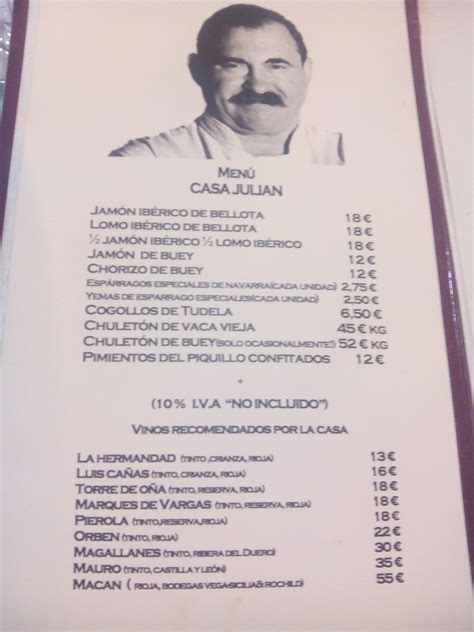 MENÚ
CASA JULIAN
JAMÓN IBÉRICO DE BELLOTA 18 €
LOMO IBÉRICO DE BELLOTA 18 €
½ JAMÓN IBÉRICO ½ LOMO IBÉRICO 18 €
JAMÓN DE BUEY 12 €
CHORIZO DE BUEY 12 €
ESPÁRRAGOS ESPECIALES DE NAVARRA(CADA UNIDAD) 2,75 €
YEMAS DE ESPARRAGO ESPECIALES(CADA UNIDAD) 2,50 €
COGOLLOS DE TUDELA 6,50 €
CHULETÓN DE VACA VIEJA 45 € KG
CHULETÓN DE BUEY(SOLO OCASIONALMENTE) 52 € KG
PIMIENTOS DEL PIQUILLO CONFITADOS 12 €
+
(10 % I.V.A "NO INCLUIDO")
VINOS RECOMENDADOS POR LA CASA
LA HERMANDAD (TINTO ,CRIANZA, RIOJA) 13€
LUIS CAÑAS (TINTO, CRIANZA, RIOJA) 16€
TORRE DE OÑA (TINTO, RESERVA, RIOJA) 18€
MARQUES DE VARGAS (TINTO, RESERVA, RIOJA) 18€
PIEROLA (TINTO,RESERVA,RIOJA) 18€
ORBEN (TINTO, CRIANZA, RIOJA) 22 €
MAGALLANES (TINTO, RIBERA DEL DUERO) 30 €
MAURO (TINTO, CASTILLA Y LEÓN) 35 €
MACAN ( RIOJA, BODEGAS VEGA-SICILIA& ROCHILD) 55 €